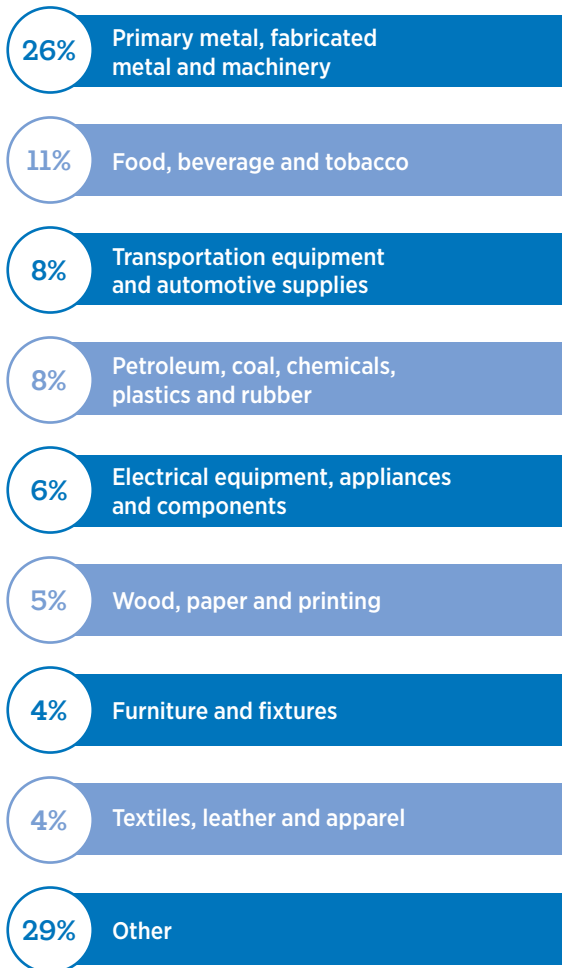 26%
Primary metal, fabricated
metal and machinery
11%
Food, beverage and tobacco
8%
Transportation equipment
and automotive supplies
8%
Petroleum, coal, chemicals,
plastics and rubber
6%
Electrical equipment, appliances
and components
5%
Wood, paper and printing
4%
Furniture and fixtures
4%
Textiles, leather and apparel
29%
Other